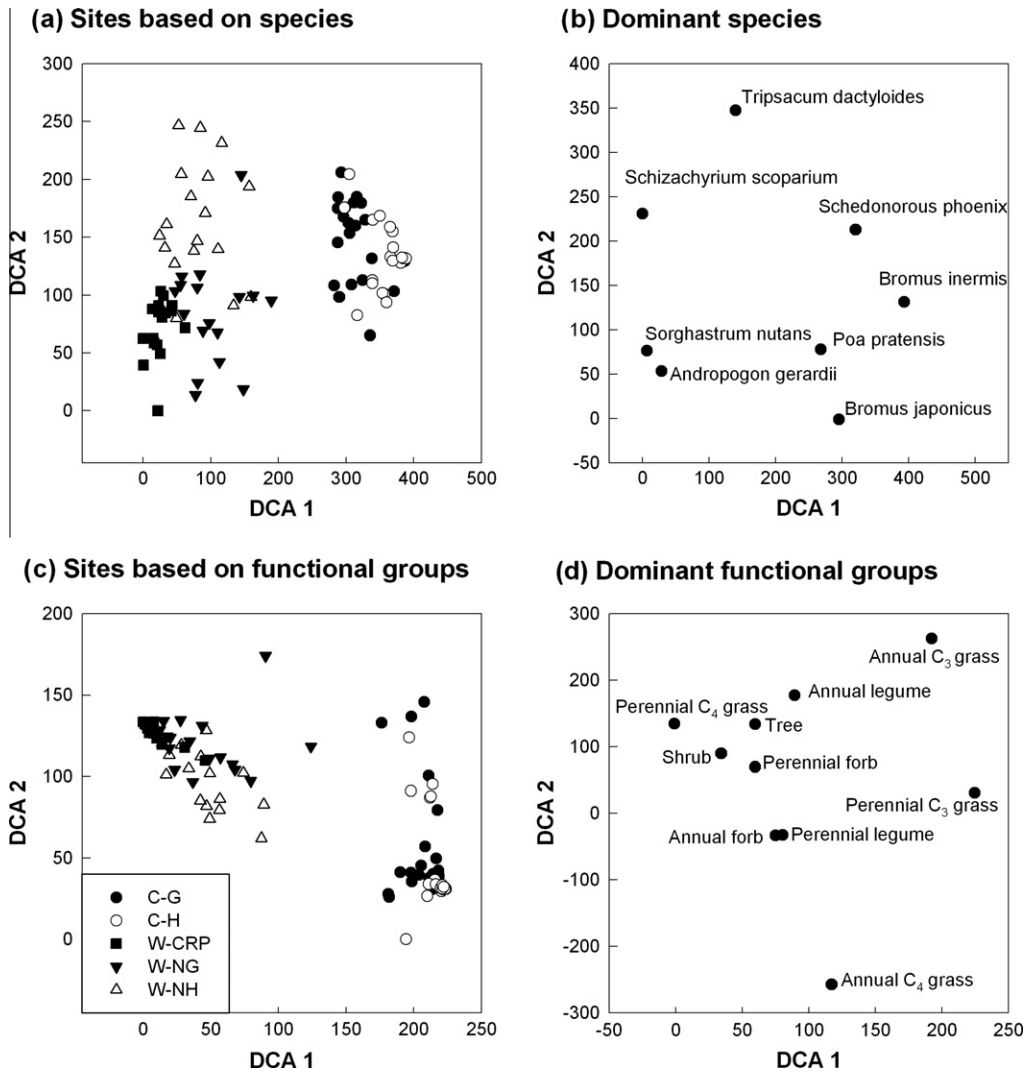 (a) Sites based on species
300
250
200
150
100
50
0
DCA 2
0 100 200 300 400 500
DCA 1
(b) Dominant species
400
350
300
250
200
150
100
50
0
-50
DCA 2
Tripsacum dactyloides
Schizachyrium scoparium
Schedonorous phoenix
Bromus inermis
Sorghastrum nutans
Poa pratensis
Andropogon gerardii
Bromus japonicus
0 100 200 300 400 500
DCA 1
(c) Sites based on functional groups
200
150
100
50
0
DCA 2
C-G
C-H
W-CRP
W-NG
W-NH
0 50 100 150 200 250
DCA 1
(d) Dominant functional groups
300
200
100
0
-100
-200
-300
DCA 2
Annual C3 grass
Annual legume
Perennial C4 grass
Tree
Shrub
Perennial forb
Perennial C3 grass
Annual forb
Perennial legume
Annual C4 grass
-50 0 50 100 150 200 250
DCA 1